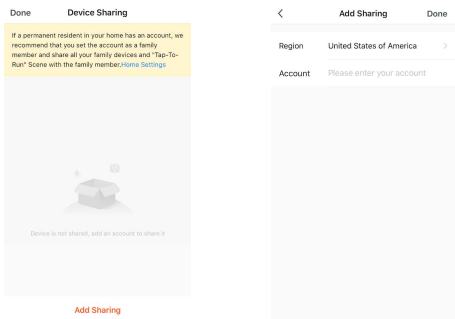 Done Device Sharing
If a permanent resident in your home has an account, we
recommend that you set the account as a family
member and share all your family devices and "Tap-To-
Run" Scene with the family member.Home Settings
Device is not shared, add an account to share it
Add Sharing
Add Sharing Done
Region United States of America
Account Please enter your account